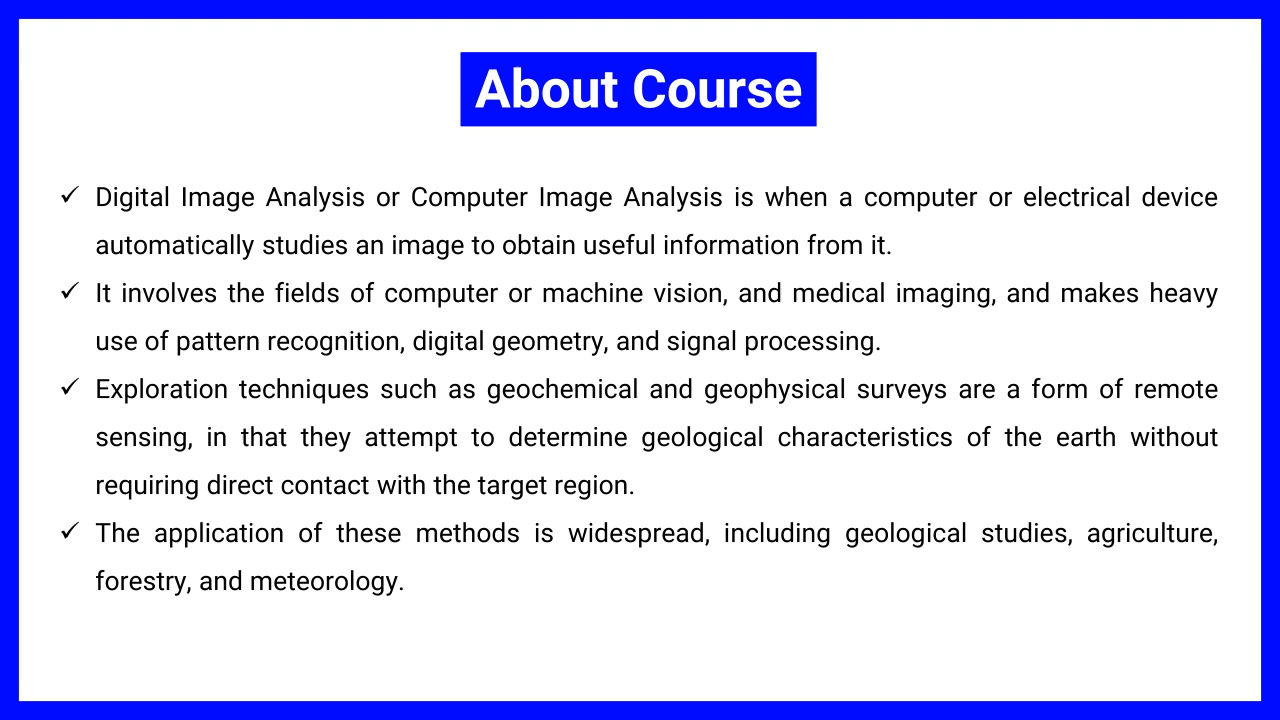 About Course
✓ Digital Image Analysis or Computer Image Analysis is when a computer or electrical device
automatically studies an image to obtain useful information from it.
✓ It involves the fields of computer or machine vision, and medical imaging, and makes heavy
use of pattern recognition, digital geometry, and signal processing.
✓ Exploration techniques such as geochemical and geophysical surveys are a form of remote
sensing, in that they attempt to determine geological characteristics of the earth without
requiring direct contact with the target region.
✓ The application of these methods is widespread, including geological studies, agriculture,
forestry, and meteorology.